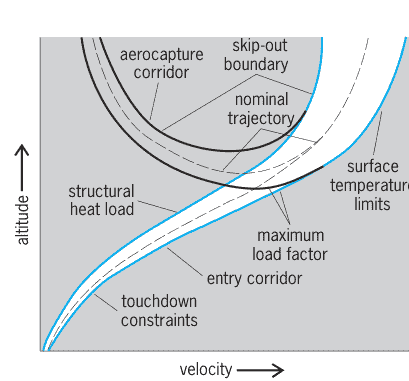 skip-out
boundary
aerocapture
corridor
nominal
trajectory
surface
temperature
limits
structural
heat load
maximum
load factor
entry corridor
touchdown
constraints
altitude
velocity